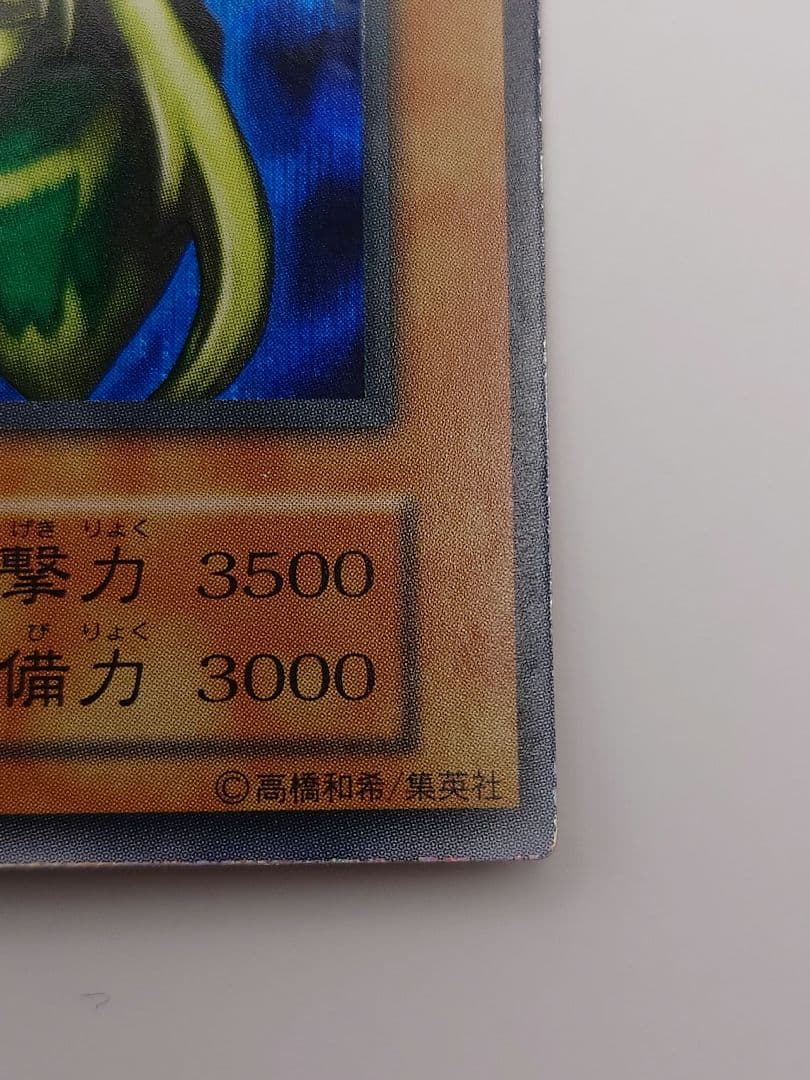 げき りょく
撃力 3500
び りょく
備力 3000
©高橋和希/集英社